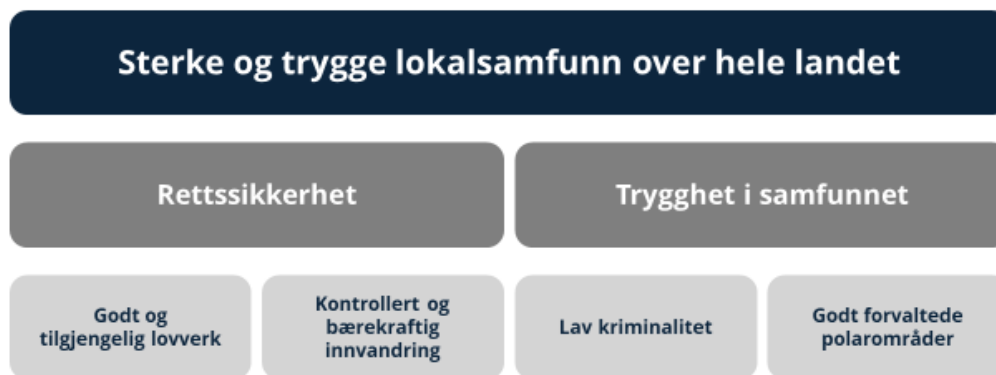 Sterke og trygge lokalsamfunn over hele landet
Rettssikkerhet
Trygghet i samfunnet
Godt og
tilgjengelig lovverk
Kontrollert og
bærekraftig
innvandring
Lav kriminalitet
Godt forvaltede
polarområder